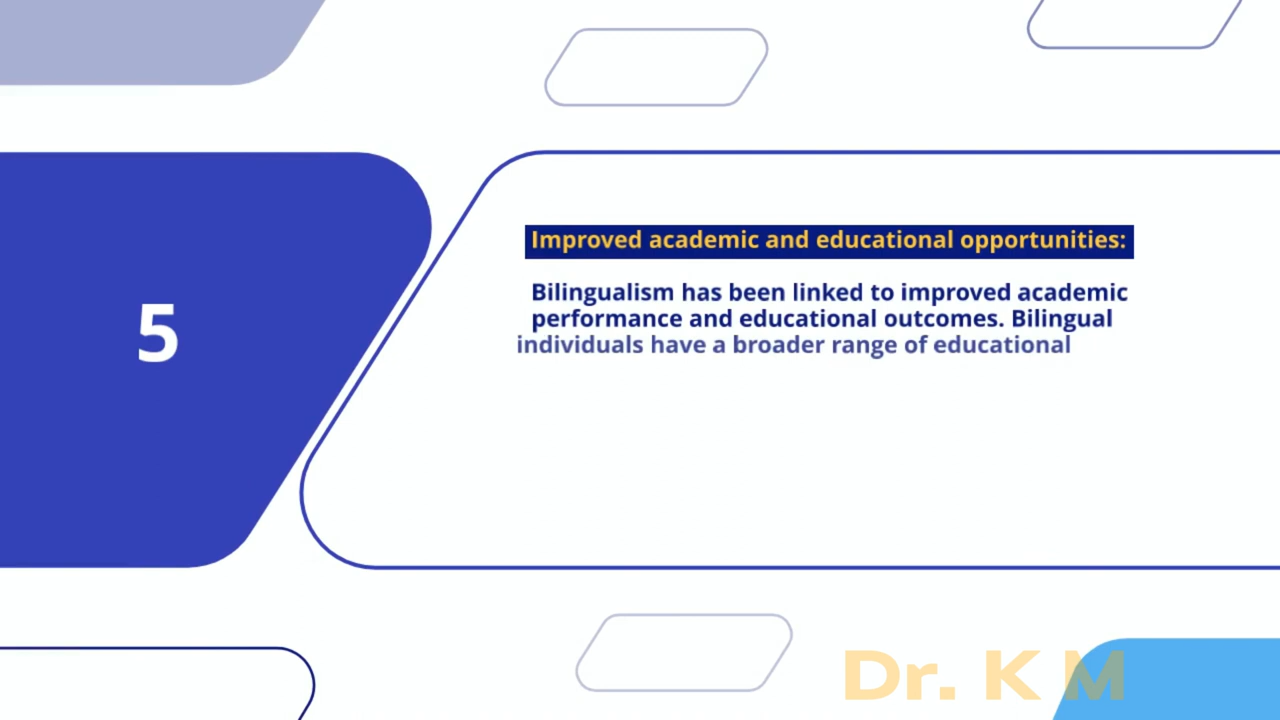 5
Improved academic and educational opportunities:
Bilingualism has been linked to improved academic
performance and educational outcomes. Bilingual
individuals have a broader range of educational
Dr. K M